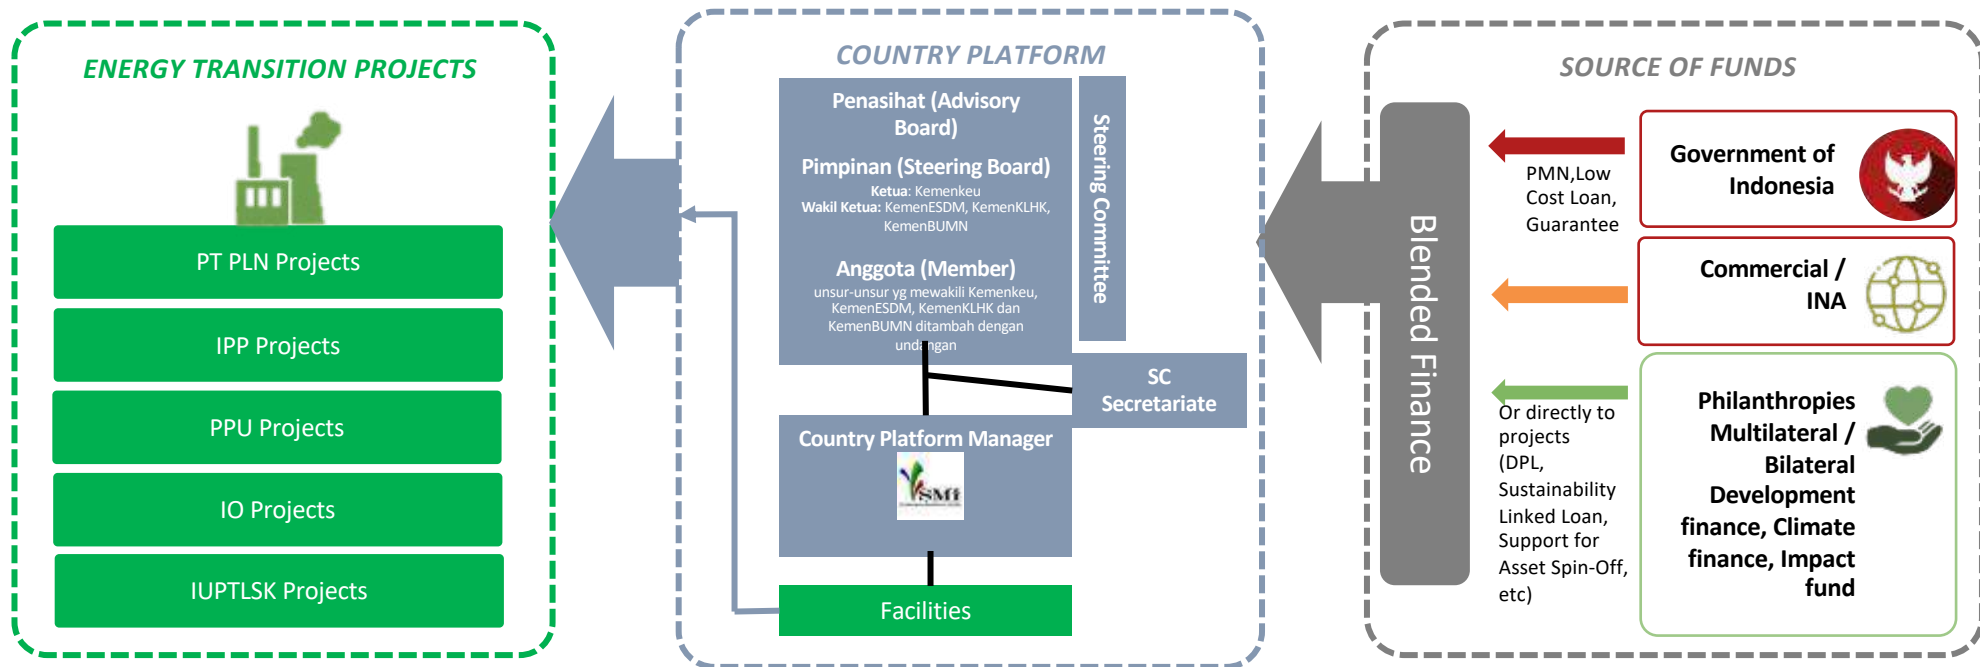 ENERGY TRANSITION PROJECTS
PT PLN Projects
IPP Projects
PPU Projects
IO Projects
IUPTLSK Projects
COUNTRY PLATFORM
Penasihat (Advisory
Board)
Pimpinan (Steering Board)
Ketua: Kemenkeu
Wakil Ketua: KemenESDM, KemenKLHK,
KemenBUMN
Anggota (Member)
unsur-unsur yg mewakili Kemenkeu,
KemenESDM, KemenKLHK dan
KemenBUMN ditambah dengan
undangan
Steering Committee
SC
Secretariate
Country Platform Manager
SMI
Facilities
SOURCE OF FUNDS
Blended Finance
PMN,Low
Cost Loan,
Guarantee
Or directly to
projects
(DPL,
Sustainability
Linked Loan,
Support for
Asset Spin-Off,
etc)
Government of
Indonesia
Commercial /
INA
Philanthropies
Multilateral /
Bilateral
Development
finance, Climate
finance, Impact
fund